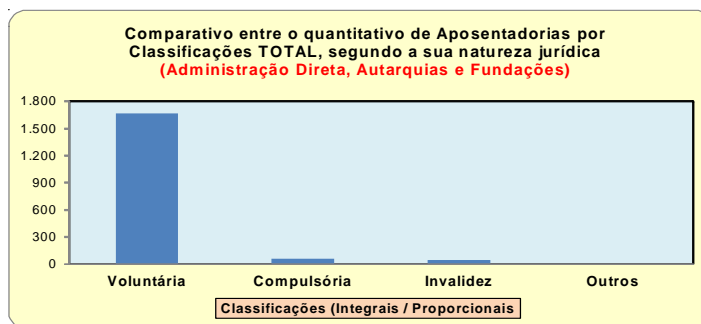 Comparativo entre o quantitativo de Aposentadorias por
Classificações TOTAL, segundo a sua natureza jurídica
(Administração Direta, Autarquias e Fundações)
1.800
1.500
1.200
900
600
300
0
Voluntária Compulsória Invalidez Outros
Classificações (Integrais / Proporcionais